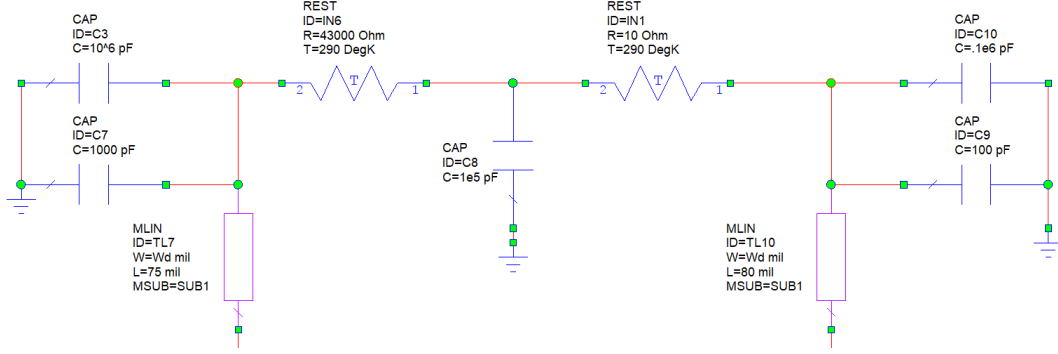 CAP
ID=C3
C=10^6 pF
REST
ID=IN6
R=43000 Ohm
T=290 DegK
REST
ID=IN1
R=10 Ohm
T=290 DegK
CAP
ID=C10
C=.1e6 pF
T
2
1
T
2
1
CAP
ID=C7
C=1000 pF
CAP
ID=C8
C=1e5 pF
CAP
ID=C9
C=100 pF
MLIN
ID=TL7
W=Wd mil
L=75 mil
MSUB=SUB1
MLIN
ID=TL10
W=Wd mil
L=80 mil
MSUB=SUB1